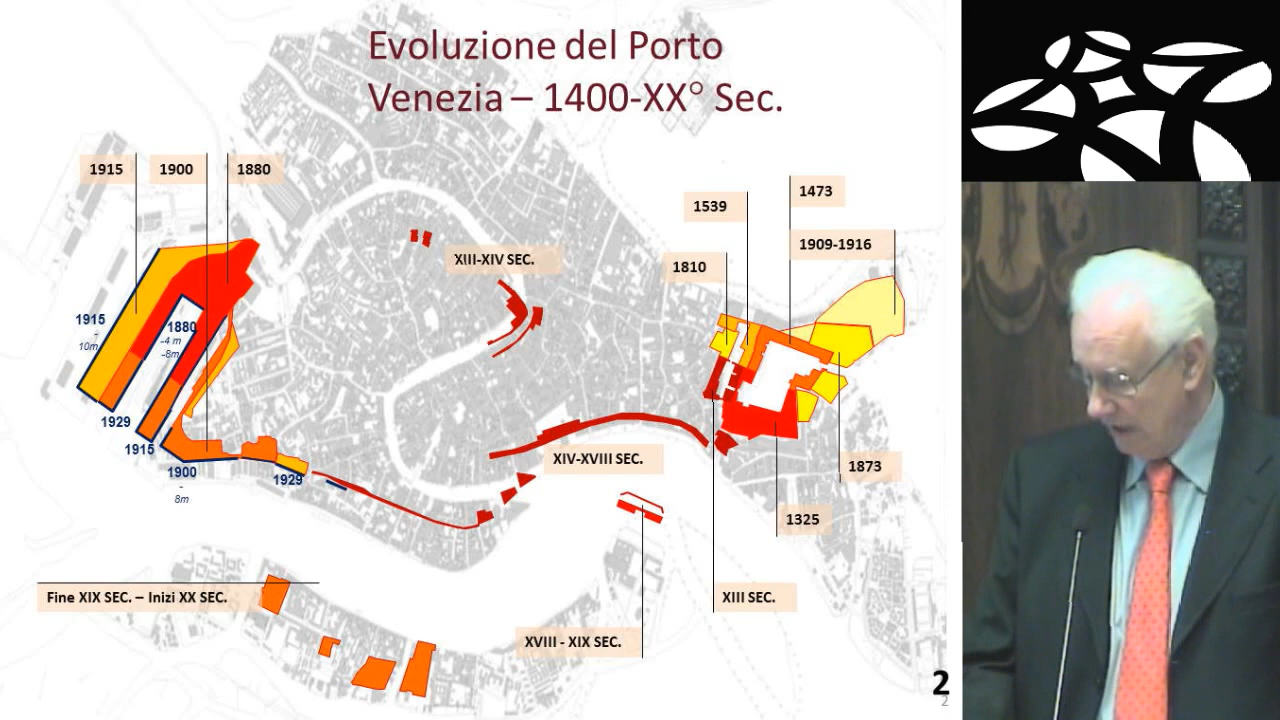 Evoluzione del Porto
Venezia – 1400-XX° Sec.
1915
1900
1880
1473
1539
1909-1916
XIII-XIV SEC.
1810
1915
-
10m
1880
-4 m
-8m
1929
1915
1900
-
8m
1929
XIV-XVIII SEC.
1873
1325
Fine XIX SEC. – Inizi XX SEC.
XIII SEC.
XVIII - XIX SEC.
2
2